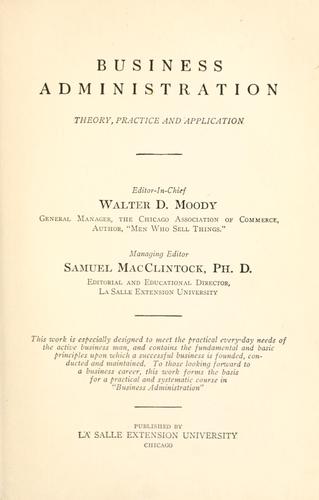 BUSINESS
ADMINISTRATION
THEORY, PRACTICE AND APPLICATION
Editor-In-Chief
WALTER D. MOODY
GENERAL MANAGER, THE CHICAGO ASSOCIATION OF COMMERCE,
AUTHOR, "MEN WHO SELL THINGS."
Managing Editor
SAMUEL MACCLINTOCK, PH. D.
EDITORIAL AND EDUCATIONAL DIRECTOR,
LA SALLE EXTENSION UNIVERSITY
This work is especially designed to meet the practical every-day needs of
the active business man, and contains the fundamental and basic
principles upon which a successful business is founded, con-
ducted and maintained. To those looking forward to
a business career, this work forms the basis
for a practical and systematic course in
"Business Administration"
PUBLISHED BY
LA SALLE EXTENSION UNIVERSITY
CHICAGO